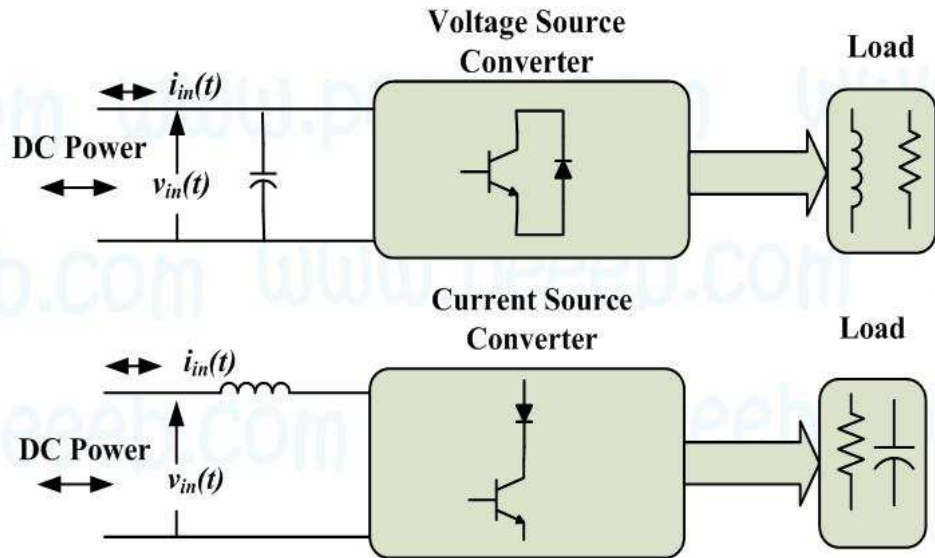 Voltage Source
Converter
Load
i_in(t)
DC Power
v_in(t)
Current Source
Converter
Load
i_in(t)
DC Power
v_in(t)